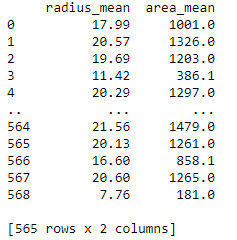 radius_mean area_mean
0 17.99 1001.0
1 20.57 1326.0
2 19.69 1203.0
3 11.42 386.1
4 20.29 1297.0
.. ... ...
564 21.56 1479.0
565 20.13 1261.0
566 16.60 858.1
567 20.60 1265.0
568 7.76 181.0
[565 rows x 2 columns]